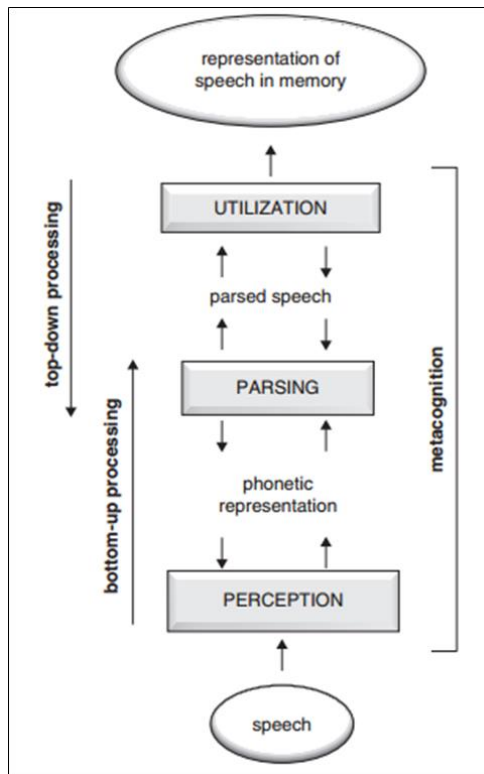 representation of
speech in memory
UTILIZATION
top-down processing
parsed speech
PARSING
metacognition
bottom-up processing
phonetic
representation
PERCEPTION
speech